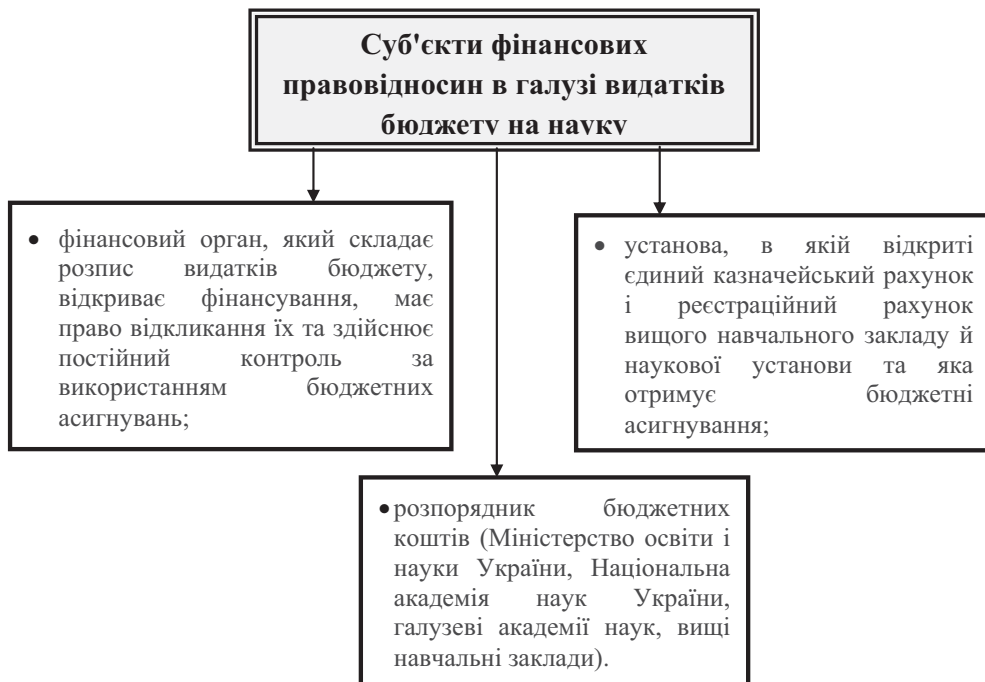 Суб'єкти фінансових
правовідносин в галузі видатків
бюджету на науку
• фінансовий орган, який складає
розпис видатків бюджету,
відкриває фінансування, має
право відкликання їх та здійснює
постійний контроль за
використанням бюджетних
асигнувань;
• установа, в якій відкриті
єдиний казначейський рахунок
і реєстраційний рахунок
вищого навчального закладу й
наукової установи та яка
отримує бюджетні
асигнування;
• розпорядник бюджетних
коштів (Міністерство освіти і
науки України, Національна
академія наук України,
галузеві академії наук, вищі
навчальні заклади).